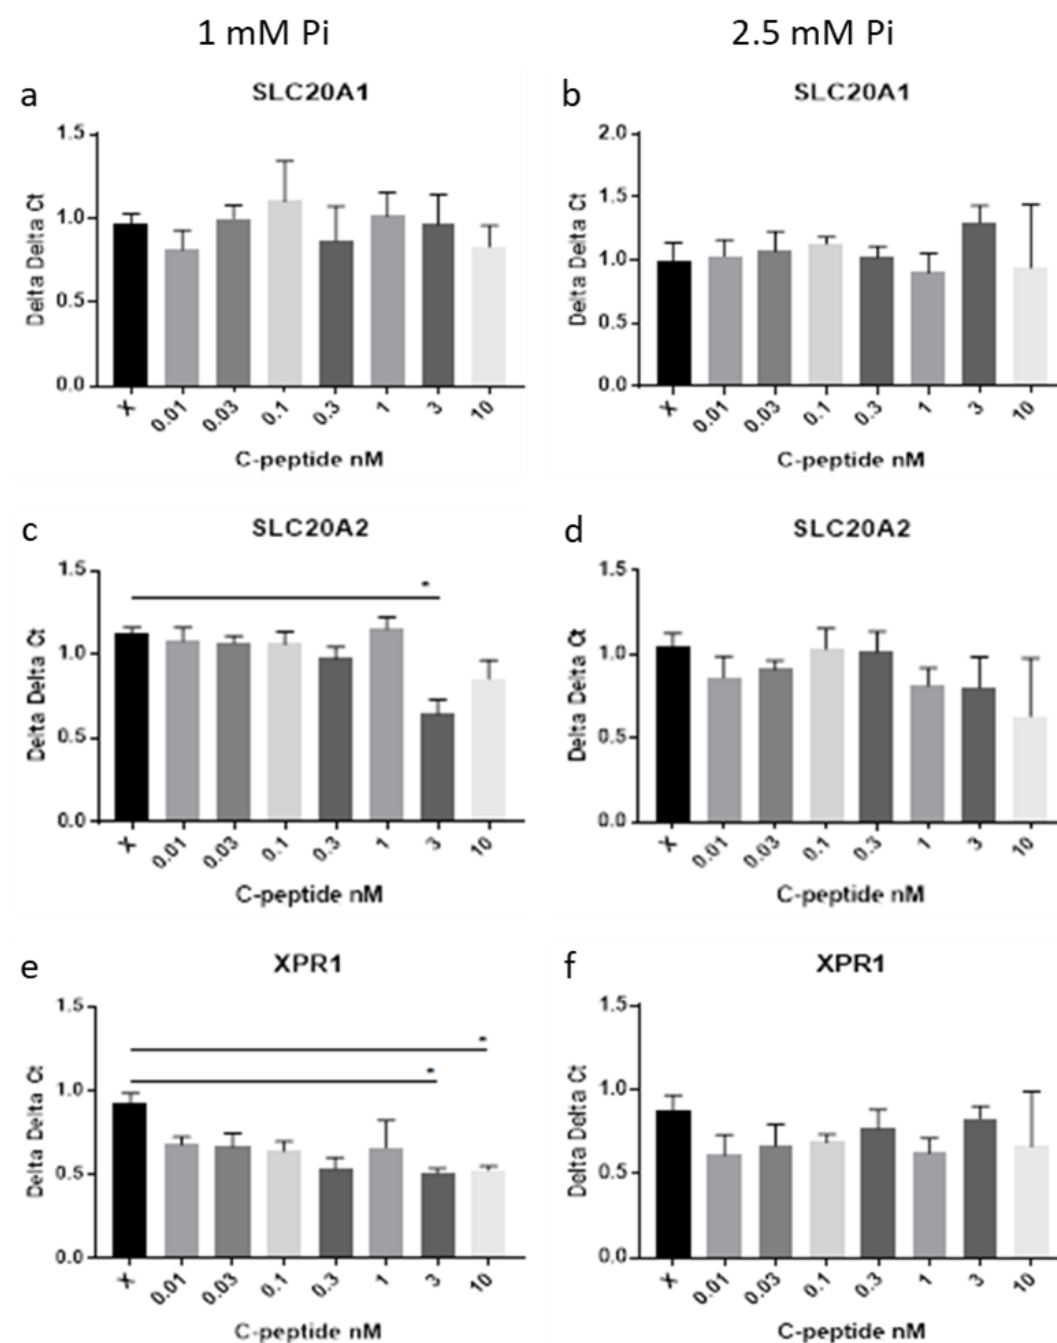 1 mM Pi
2.5 mM Pi
a
SLC20A1
Delta Delta Ct
1.5
1.0
0.5
0.0
X 0.01 0.03 0.1 0.3 1 3 10
C-peptide nM
b
SLC20A1
Delta Delta Ct
2.0
1.5
1.0
0.5
0.0
X 0.01 0.03 0.1 0.3 1 3 10
C-peptide nM
c
SLC20A2
Delta Delta Ct
1.5
1.0
0.5
0.0
*
X 0.01 0.03 0.1 0.3 1 3 10
C-peptide nM
d
SLC20A2
Delta Delta Ct
1.5
1.0
0.5
0.0
X 0.01 0.03 0.1 0.3 1 3 10
C-peptide nM
e
XPR1
Delta Delta Ct
1.5
1.0
0.5
0.0
*
*
X 0.01 0.03 0.1 0.3 1 3 10
C-peptide nM
f
XPR1
Delta Delta Ct
1.5
1.0
0.5
0.0
X 0.01 0.03 0.1 0.3 1 3 10
C-peptide nM